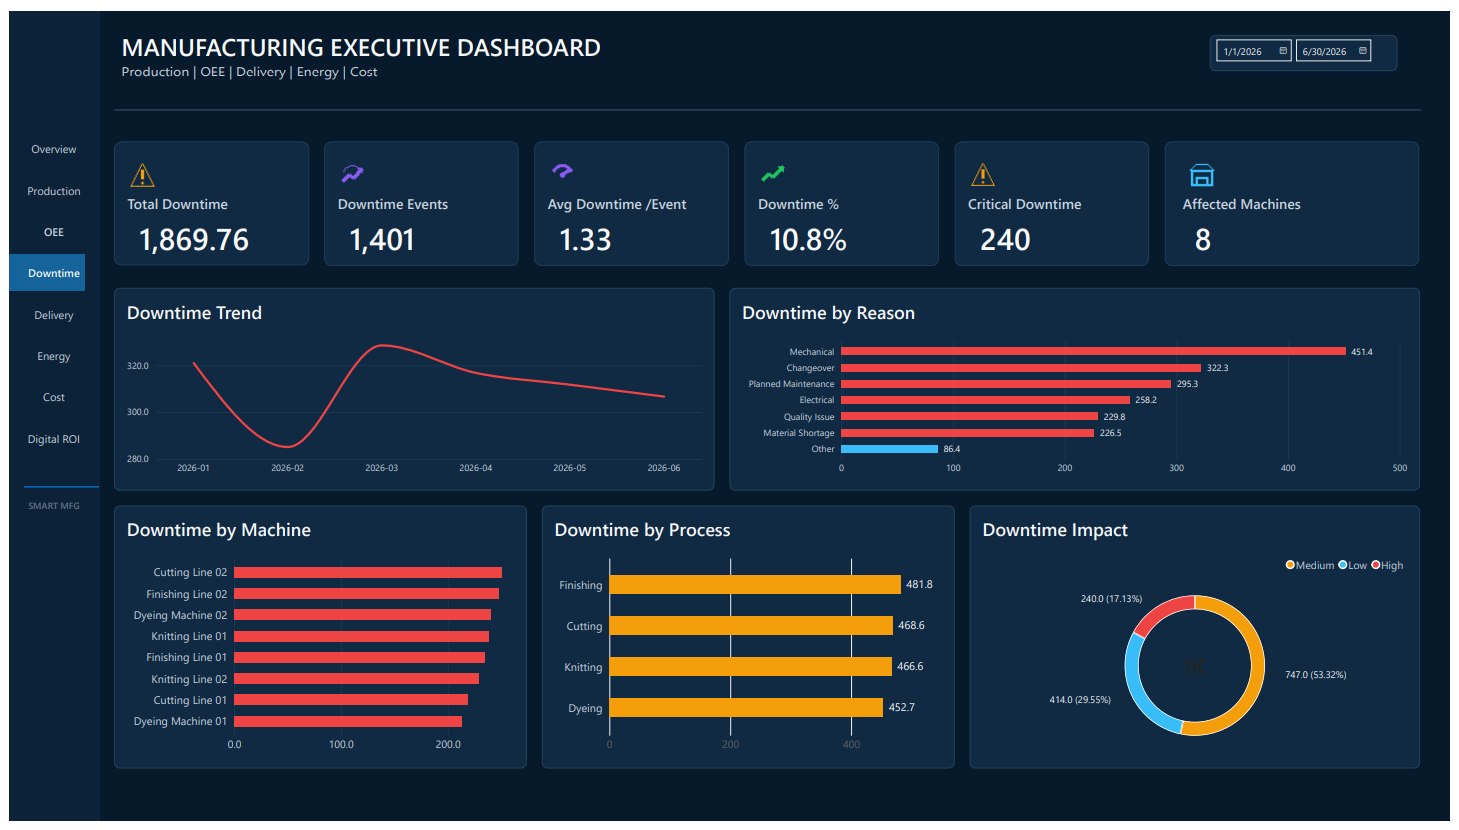 MANUFACTURING EXECUTIVE DASHBOARD
Production | OEE | Delivery | Energy | Cost
1/1/2026
6/30/2026
Overview
Production
OEE
Downtime
Delivery
Energy
Cost
Digital ROI
SMART MFG
Total Downtime
1,869.76
Downtime Events
1,401
Avg Downtime /Event
1.33
Downtime %
10.8%
Critical Downtime
240
Affected Machines
8
Downtime Trend
320.0
300.0
280.0
2026-01 2026-02 2026-03 2026-04 2026-05 2026-06
Downtime by Reason
Mechanical 451.4
Changeover 322.3
Planned Maintenance 295.3
Electrical 258.2
Quality Issue 229.8
Material Shortage 226.5
Other 86.4
0 100 200 300 400 500
Downtime by Machine
Cutting Line 02
Finishing Line 02
Dyeing Machine 02
Knitting Line 01
Finishing Line 01
Knitting Line 02
Cutting Line 01
Dyeing Machine 01
0.0 100.0 200.0
Downtime by Process
Finishing 481.8
Cutting 468.6
Knitting 466.6
Dyeing 452.7
0 200 400
Downtime Impact
Medium Low High
240.0 (17.13%)
747.0 (53.32%)
414.0 (29.55%)